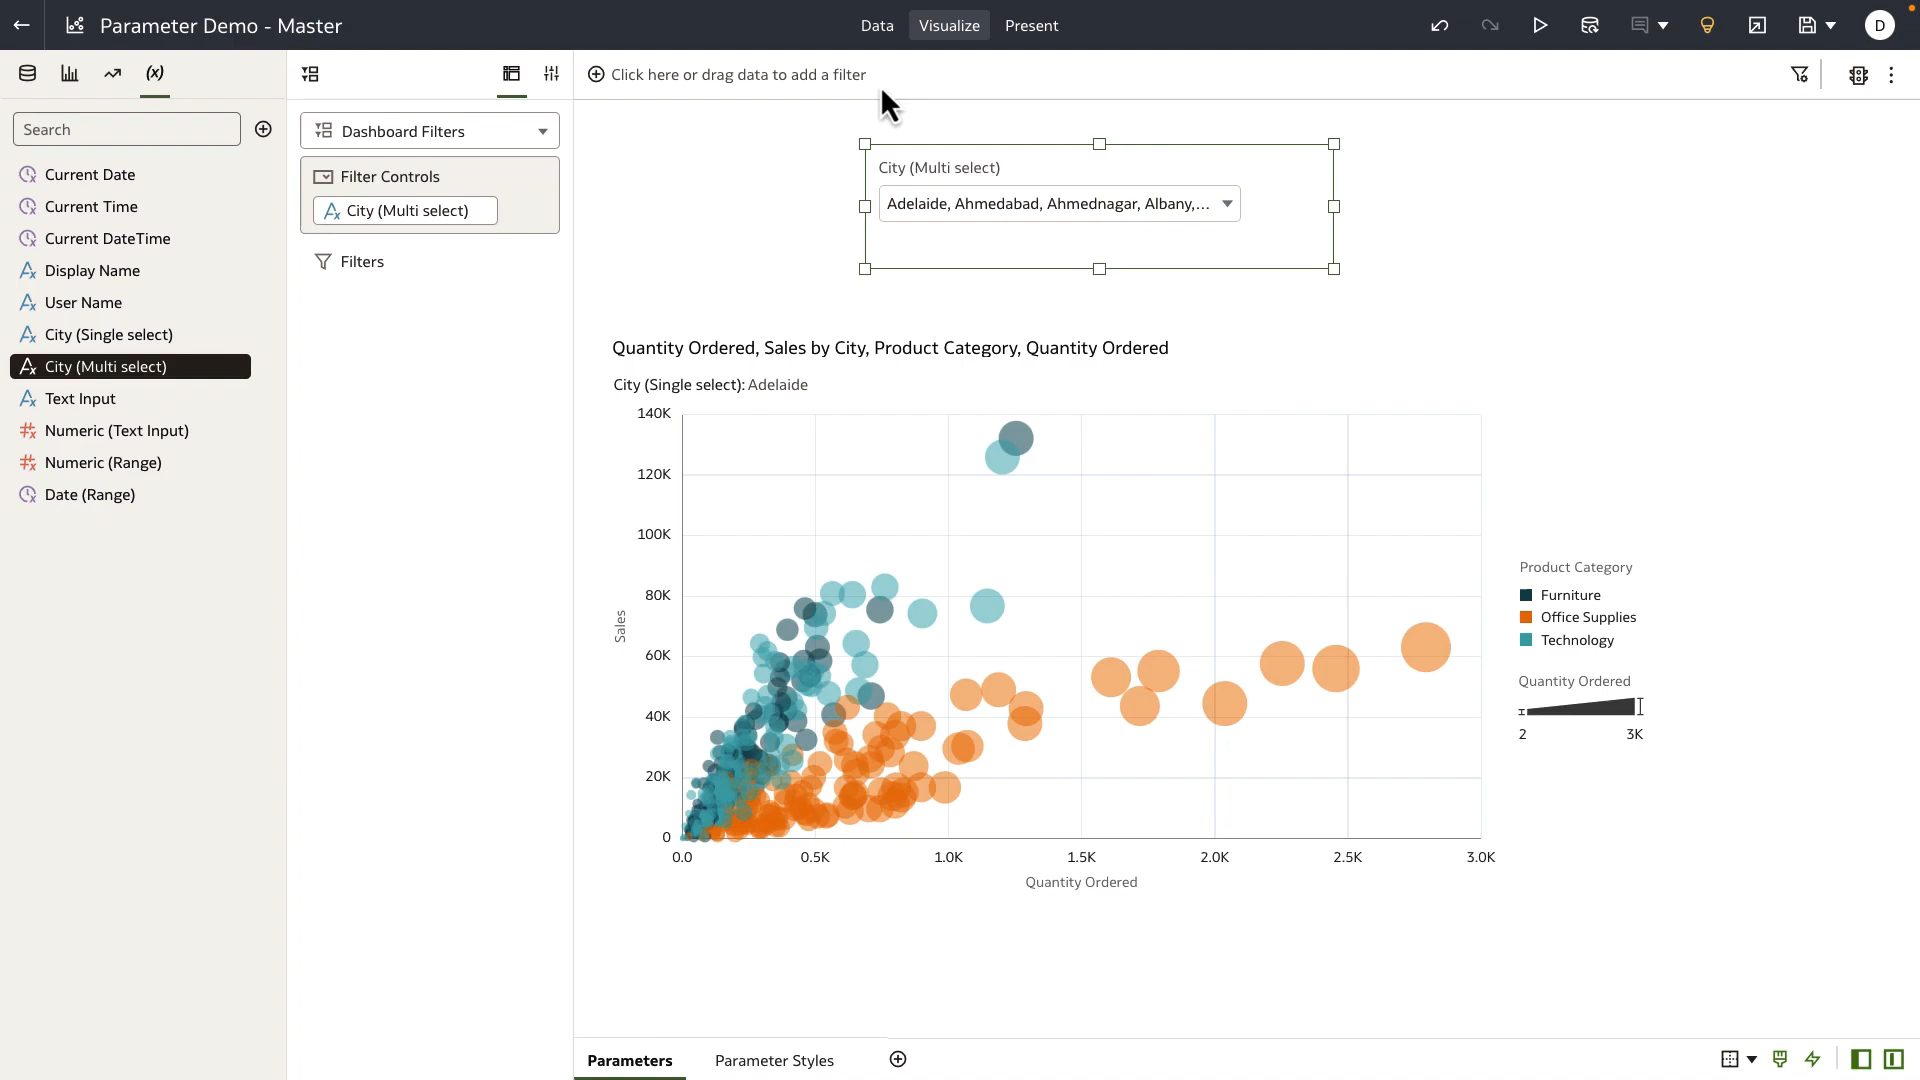 Parameter Demo - Master
Data
Visualize
Present
D
Search
Current Date
Current Time
Current DateTime
Display Name
User Name
City (Single select)
City (Multi select)
Text Input
Numeric (Text Input)
Numeric (Range)
Date (Range)
Dashboard Filters
Filter Controls
City (Multi select)
Filters
Click here or drag data to add a filter
City (Multi select)
Adelaide, Ahmedabad, Ahmednagar, Albany,...
Quantity Ordered, Sales by City, Product Category, Quantity Ordered
City (Single select): Adelaide
Sales
140K
120K
100K
80K
60K
40K
20K
0
0.0
0.5K
1.0K
1.5K
2.0K
2.5K
3.0K
Quantity Ordered
Product Category
Furniture
Office Supplies
Technology
Quantity Ordered
2
3K
Parameters
Parameter Styles